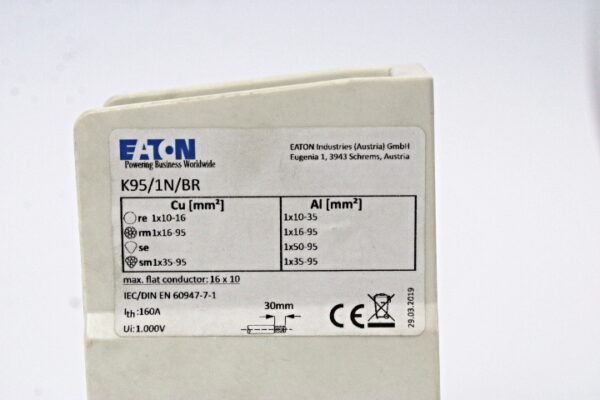 EATON
Powering Business Worldwide
EATON Industries (Austria) GmbH
Eugenia 1, 3943 Schrems, Austria
K95/1N/BR
Cu [mm²] Al [mm²]
re 1x10-16 1x10-35
rm 1x16-95 1x16-95
se 1x50-95
sm 1x35-95 1x35-95
max. flat conductor: 16 x 10
IEC/DIN EN 60947-7-1
Ith:160A
Ui:1.000V
30mm
CE
29.03.2019